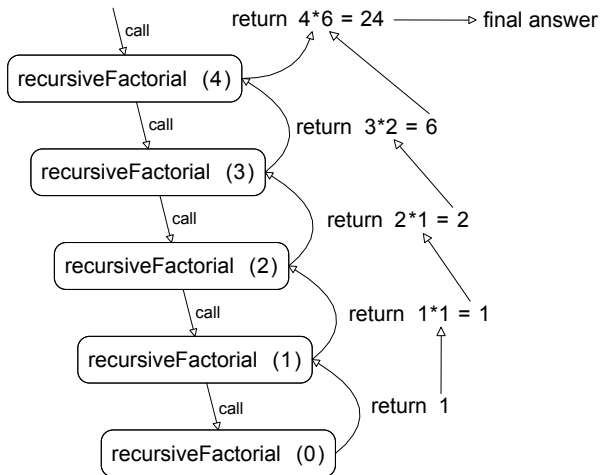 call
return 4*6 = 24
final answer
recursiveFactorial (4)
call
return 3*2 = 6
recursiveFactorial (3)
call
return 2*1 = 2
recursiveFactorial (2)
call
return 1*1 = 1
recursiveFactorial (1)
call
return 1
recursiveFactorial (0)